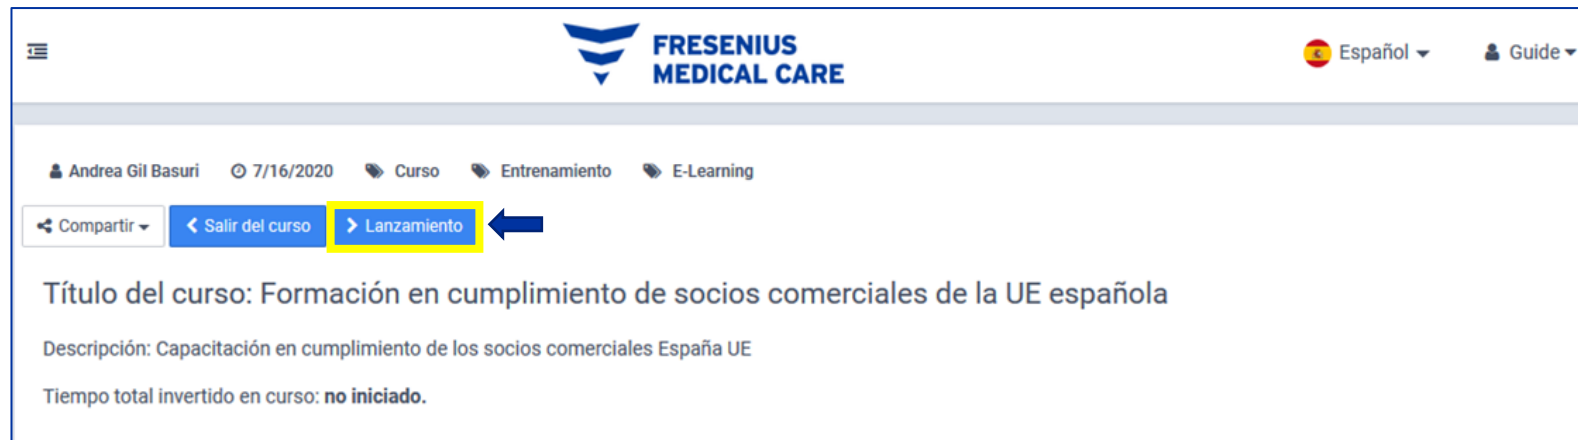 FRESENIUS
MEDICAL CARE
Español
Guide
Andrea Gil Basuri 7/16/2020 Curso Entrenamiento E-Learning
Compartir Salir del curso Lanzamiento
Título del curso: Formación en cumplimiento de socios comerciales de la UE española
Descripción: Capacitación en cumplimiento de los socios comerciales España UE
Tiempo total invertido en curso: no iniciado.